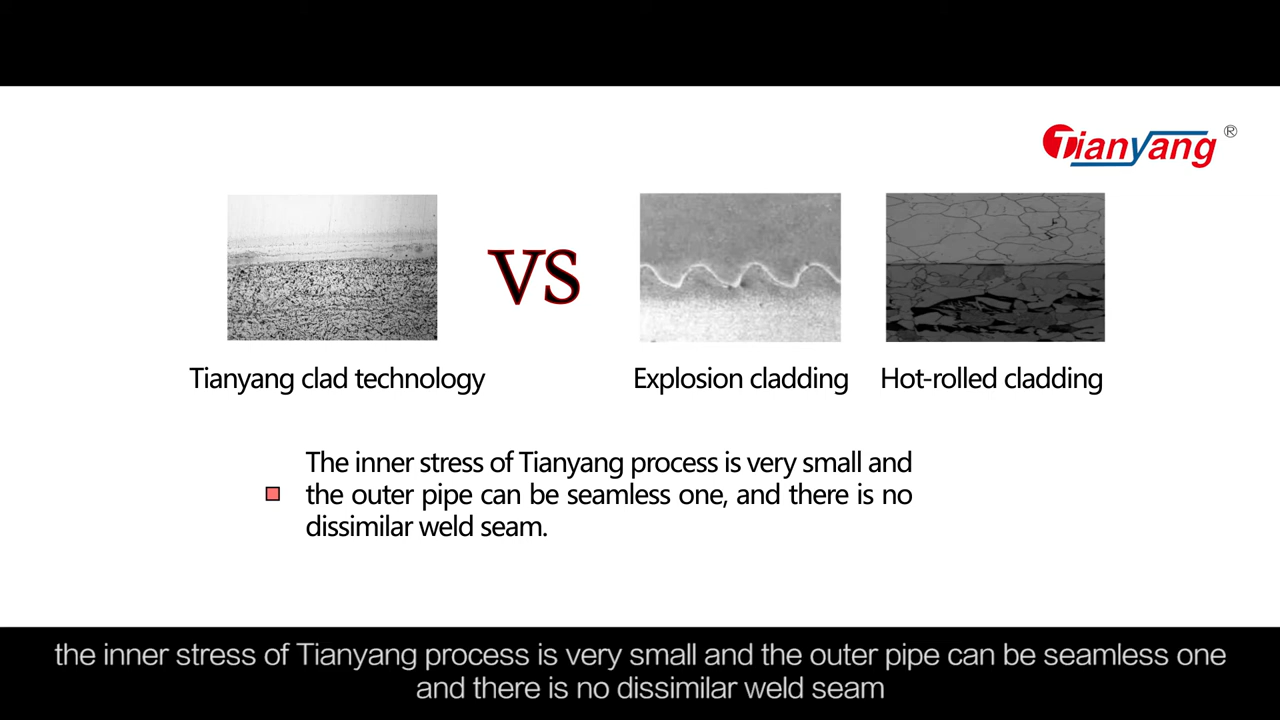 Tianyang®
VS
Tianyang clad technology
Explosion cladding
Hot-rolled cladding
The inner stress of Tianyang process is very small and
the outer pipe can be seamless one, and there is no
dissimilar weld seam.
the inner stress of Tianyang process is very small and the outer pipe can be seamless one
and there is no dissimilar weld seam